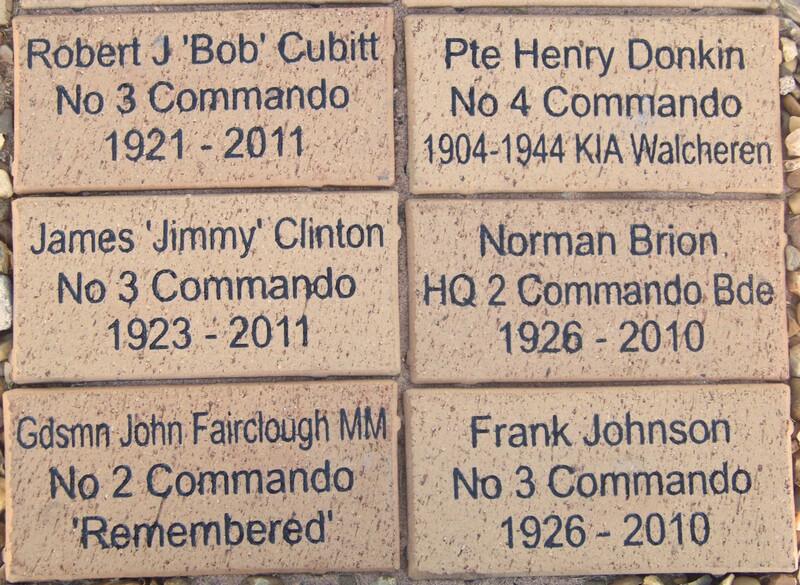 Robert J 'Bob' Cubitt
No 3 Commando
1921 - 2011
Pte Henry Donkin
No 4 Commando
1904-1944 KIA Walcheren
James 'Jimmy' Clinton
No 3 Commando
1923 - 2011
Norman Brion
HQ 2 Commando Bde
1926 - 2010
Gdsmn John Fairclough MM
No 2 Commando
'Remembered'
Frank Johnson
No 3 Commando
1926 - 2010